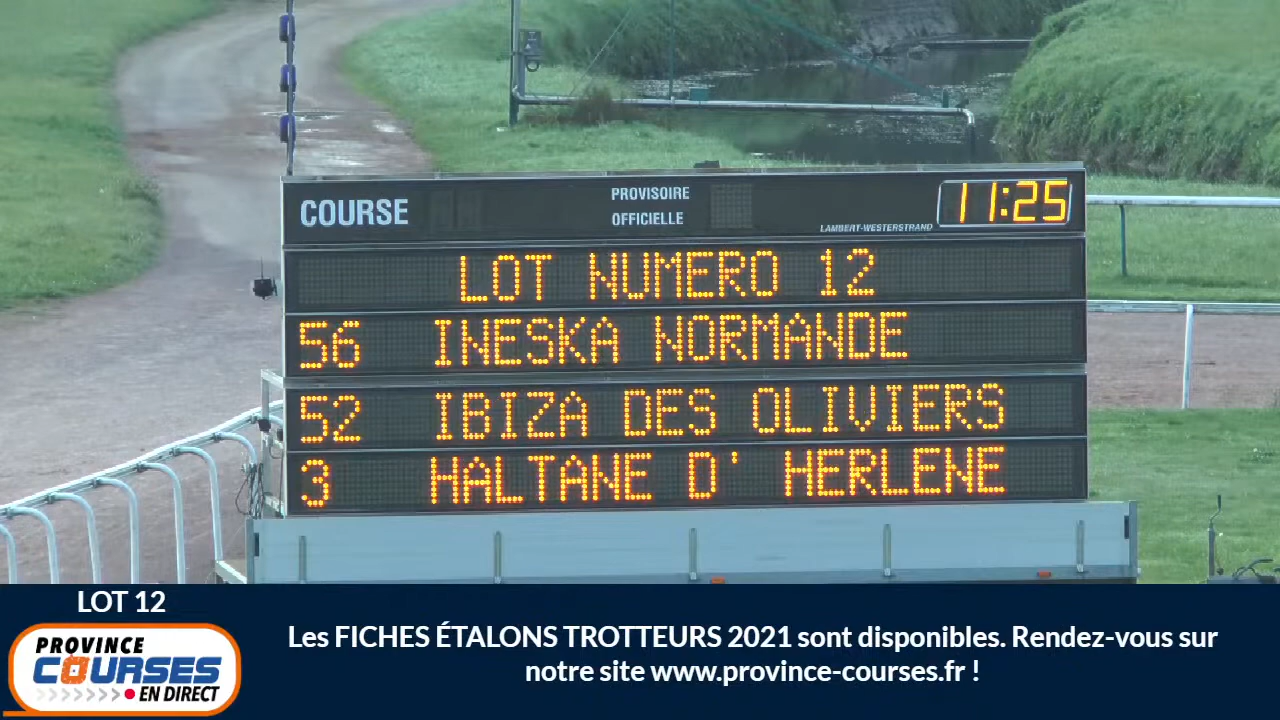 COURSE
PROVISOIRE
OFFICIELLE
LAMBERT-WESTERSTRAND
11:25
LOT NUMERO 12
56 INESKA NORMANDE
52 IBIZA DES OLIVIERS
3 HALTANE D' HERLENE
LOT 12
PROVINCE
COURSES
EN DIRECT
Les FICHES ÉTALONS TROTTEURS 2021 sont disponibles. Rendez-vous sur
notre site www.province-courses.fr !